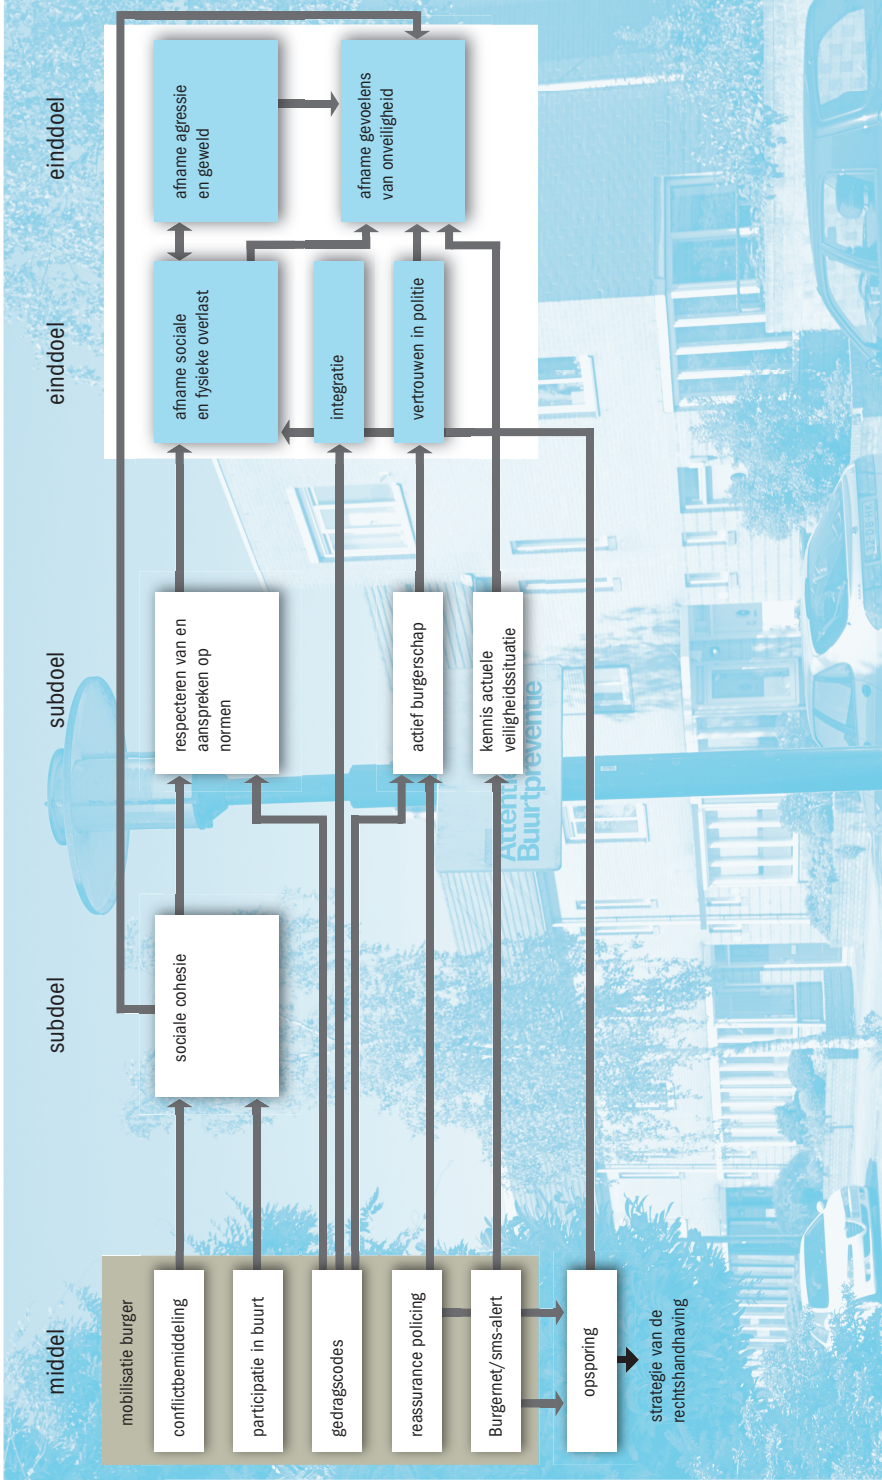 middel
subdoel
subdoel
einddoel
einddoel
mobilisatie burger
conflictbemiddeling
participatie in buurt
gedragscodes
reassurance policing
Burgernet/sms-alert
opsporing
strategie van de
rechtshandhaving
sociale cohesie
respecteren van en
aanspreken op
normen
actief burgerschap
kennis actuele
veiligheidssituatie
afname sociale
en fysieke overlast
integratie
vertrouwen in politie
afname agressie
en geweld
afname gevoelens
van onveiligheid
Attentie
Buurtpreventie